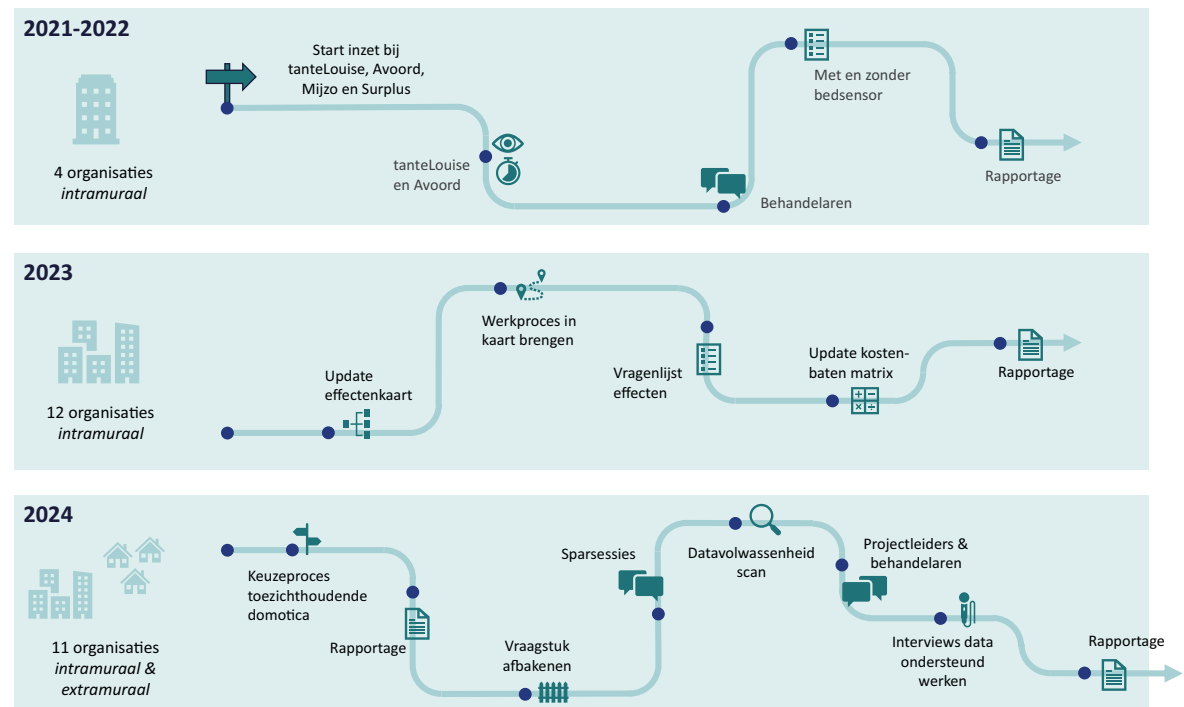 2021-2022
Start inzet bij
tanteLouise, Avoord,
Mijzo en Surplus
4 organisaties
intramuraal
tanteLouise
en Avoord
Behandelaren
Met en zonder
bedsensor
Rapportage
2023
12 organisaties
intramuraal
Update
effectenkaart
Werkproces in
kaart brengen
Vragenlijst
effecten
Update kosten-
baten matrix
Rapportage
2024
11 organisaties
intramuraal &
extramuraal
Keuzeproces
toezichthoudende
domotica
Rapportage
Vraagstuk
afbakenen
Sparsessies
Datavolwassenheid
scan
Projectleiders &
behandelaren
Interviews data
ondersteund
werken
Rapportage